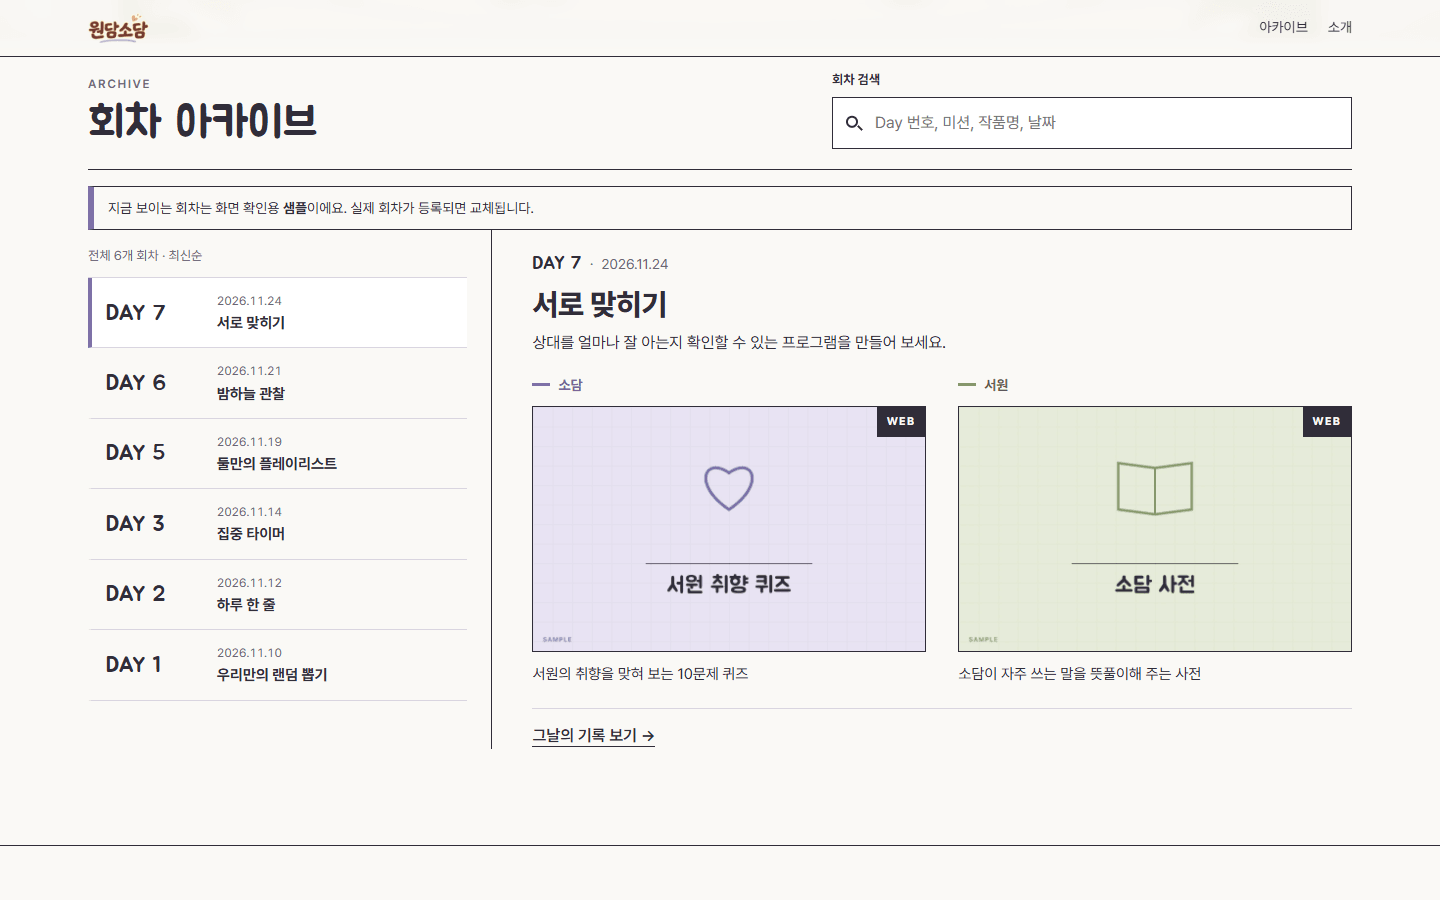 원담소담
아카이브 소개
ARCHIVE
회차 아카이브
회차 검색
Day 번호, 미션, 작품명, 날짜
지금 보이는 회차는 화면 확인용 샘플이에요. 실제 회차가 등록되면 교체됩니다.
전체 6개 회차 · 최신순
DAY 7
2026.11.24
서로 맞히기
DAY 6
2026.11.21
밤하늘 관찰
DAY 5
2026.11.19
둘만의 플레이리스트
DAY 3
2026.11.14
집중 타이머
DAY 2
2026.11.12
하루 한 줄
DAY 1
2026.11.10
우리만의 랜덤 뽑기
DAY 7 · 2026.11.24
서로 맞히기
상대를 얼마나 잘 아는지 확인할 수 있는 프로그램을 만들어 보세요.
소담
WEB
서원 취향 퀴즈
SAMPLE
서원의 취향을 맞혀 보는 10문제 퀴즈
서원
WEB
소담 사전
SAMPLE
소담이 자주 쓰는 말을 뜻풀이해 주는 사전
그날의 기록 보기 →